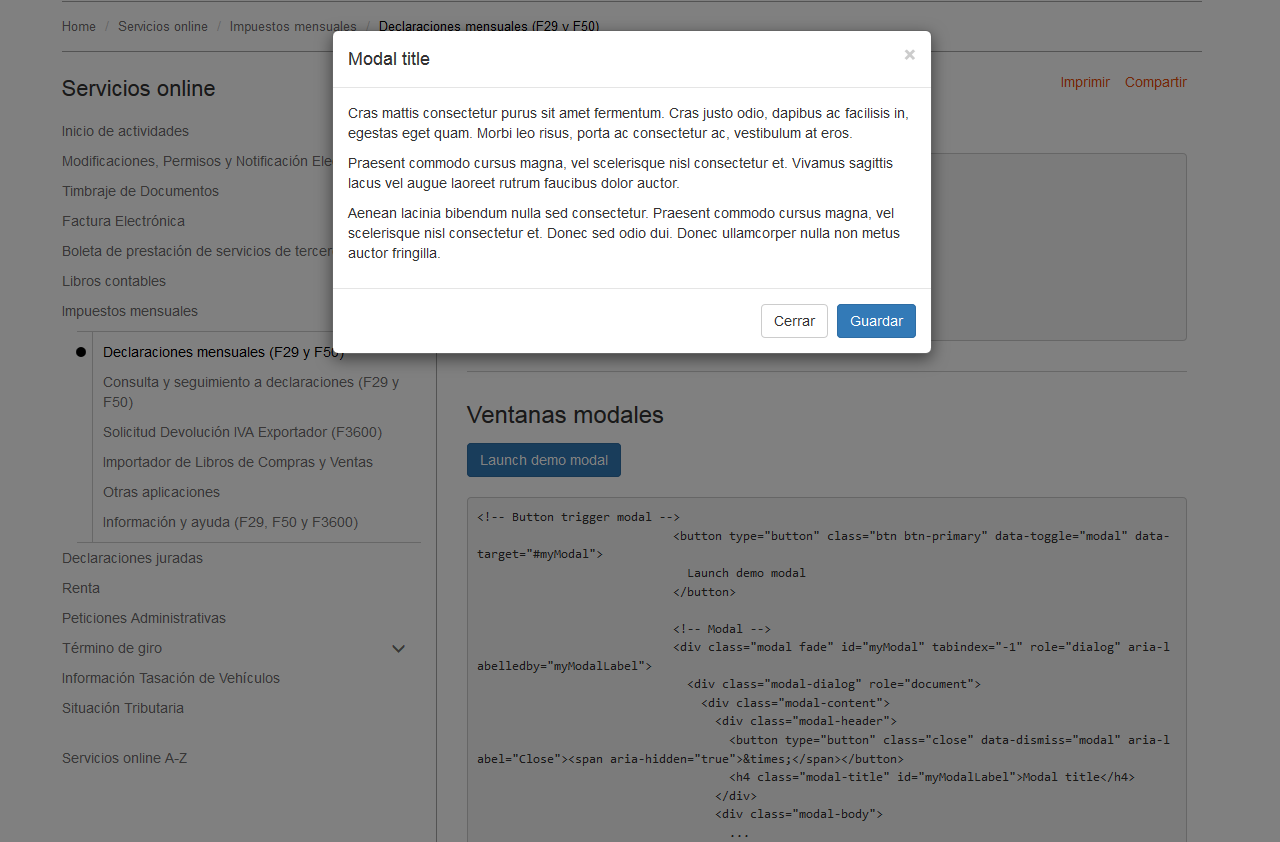 Home / Servicios online / Impuestos mensuales / Declaraciones mensuales (F29 y F50)
Modal title ×
Cras mattis consectetur purus sit amet fermentum. Cras justo odio, dapibus ac facilisis in,
egestas eget quam. Morbi leo risus, porta ac consectetur ac, vestibulum at eros.
Praesent commodo cursus magna, vel scelerisque nisl consectetur et. Vivamus sagittis
lacus vel augue laoreet rutrum faucibus dolor auctor.
Aenean lacinia bibendum nulla sed consectetur. Praesent commodo cursus magna, vel
scelerisque nisl consectetur et. Donec sed odio dui. Donec ullamcorper nulla non metus
auctor fringilla.
Cerrar Guardar
Servicios online
Inicio de actividades
Modificaciones, Permisos y Notificación Ele
Timbraje de Documentos
Factura Electrónica
Boleta de prestación de servicios de tercer
Libros contables
Impuestos mensuales
Declaraciones mensuales (F29 y F50)
Consulta y seguimiento a declaraciones (F29 y
F50)
Solicitud Devolución IVA Exportador (F3600)
Importador de Libros de Compras y Ventas
Otras aplicaciones
Información y ayuda (F29, F50 y F3600)
Declaraciones juradas
Renta
Peticiones Administrativas
Término de giro
Información Tasación de Vehículos
Situación Tributaria
Servicios online A-Z
Imprimir Compartir
Ventanas modales
Launch demo modal
<!-- Button trigger modal -->
<button type="button" class="btn btn-primary" data-toggle="modal" data-
target="#myModal">
Launch demo modal
</button>
<!-- Modal -->
<div class="modal fade" id="myModal" tabindex="-1" role="dialog" aria-l
abelledby="myModalLabel">
<div class="modal-dialog" role="document">
<div class="modal-content">
<div class="modal-header">
<button type="button" class="close" data-dismiss="modal" aria-l
abel="Close"><span aria-hidden="true">&times;</span></button>
<h4 class="modal-title" id="myModalLabel">Modal title</h4>
</div>
<div class="modal-body">
...